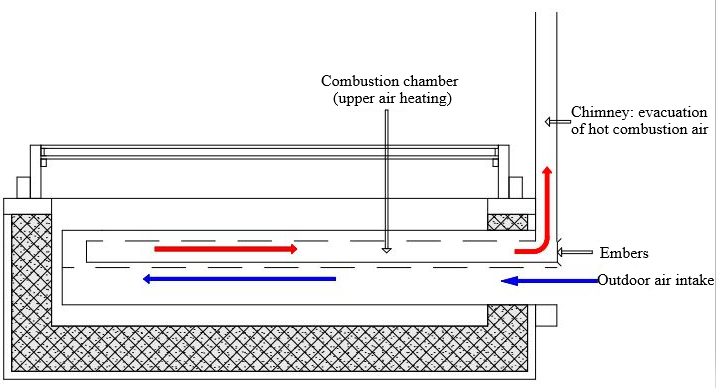 Combustion chamber
(upper air heating)
Chimney: evacuation
of hot combustion air
Embers
Outdoor air intake